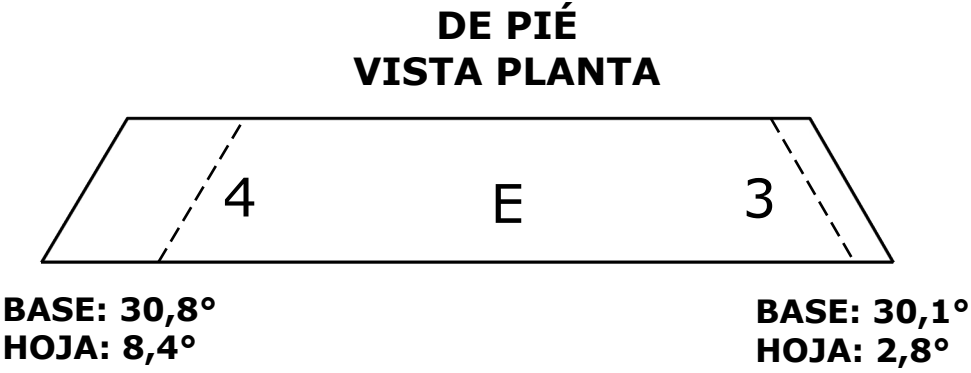 DE PIÉ
VISTA PLANTA
4 E 3
BASE: 30,8°
HOJA: 8,4°
BASE: 30,1°
HOJA: 2,8°